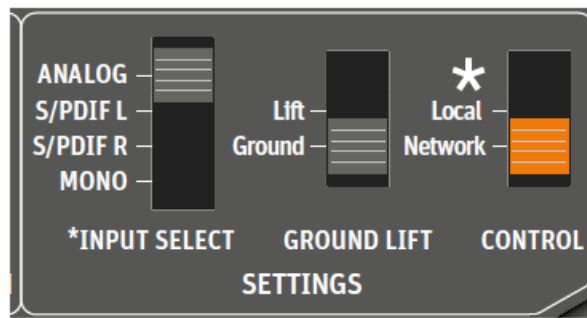 ANALOG
S/PDIF L
S/PDIF R
MONO
*INPUT SELECT
Lift
Ground
GROUND LIFT
*
Local
Network
CONTROL
SETTINGS